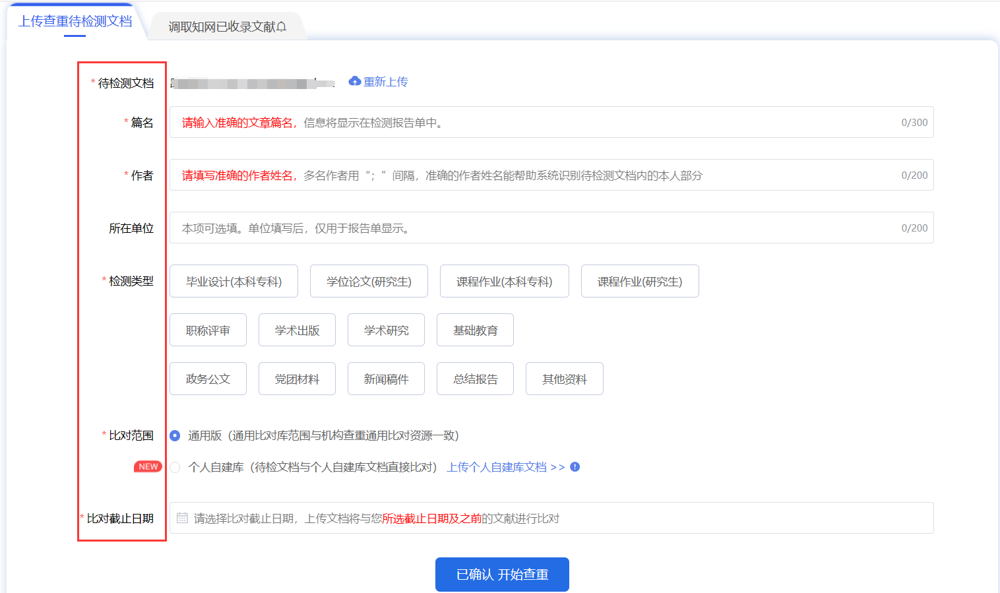 上传查重待检测文档
调取知网已收录文献
* 待检测文档
重新上传
* 篇名
请输入准确的文章篇名，信息将显示在检测报告单中。
0/300
* 作者
请填写准确的作者姓名，多名作者用“；”间隔，准确的作者姓名能帮助系统识别待检测文档内的本人部分
0/200
所在单位
本项可选填。单位填写后，仅用于报告单显示。
0/200
* 检测类型
毕业设计(本科专科)
学位论文(研究生)
课程作业(本科专科)
课程作业(研究生)
职称评审
学术出版
学术研究
基础教育
政务公文
党团材料
新闻稿件
总结报告
其他资料
* 比对范围
通用版（通用比对库范围与机构查重通用比对资源一致）
NEW
个人自建库（待检文档与个人自建库文档直接比对）
上传个人自建库文档 >>
* 比对截止日期
请选择比对截止日期，上传文档将与您所选截止日期及之前的文献进行比对
已确认 开始查重